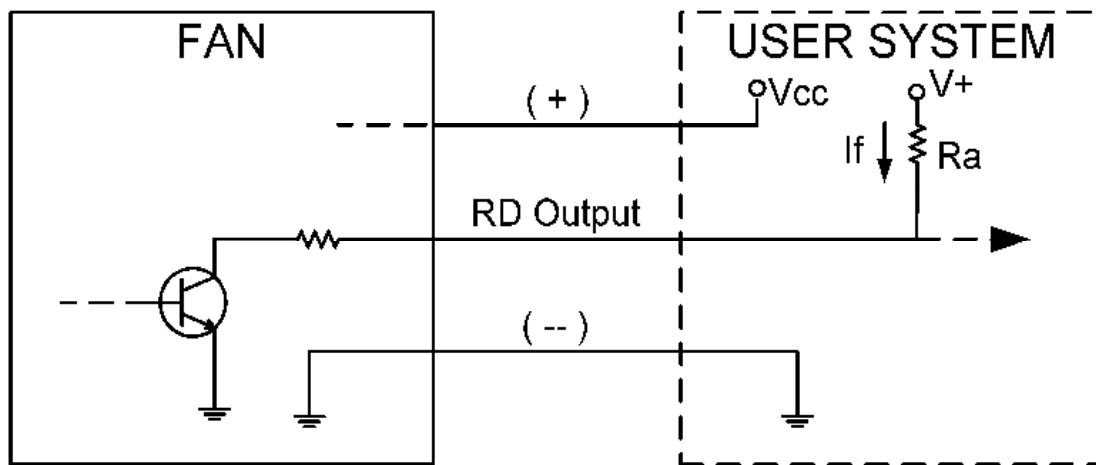 FAN
USER SYSTEM
( + )
Vcc
V+
If
Ra
RD Output
( -- )